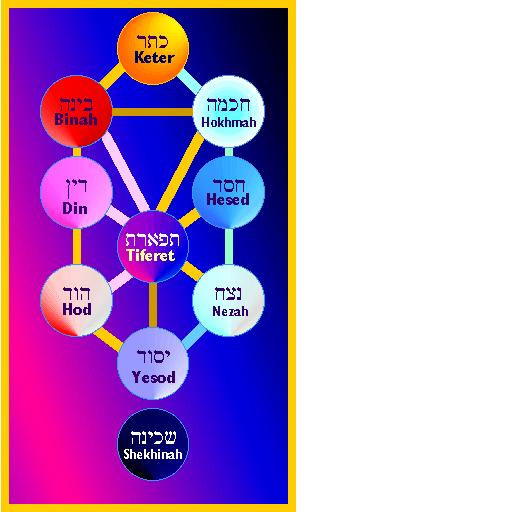 כתר
Keter
בינה
Binah
חכמה
Hokhmah
דין
Din
חסד
Hesed
תפארת
Tiferet
הוד
Hod
נצח
Nezah
יסוד
Yesod
שכינה
Shekhinah